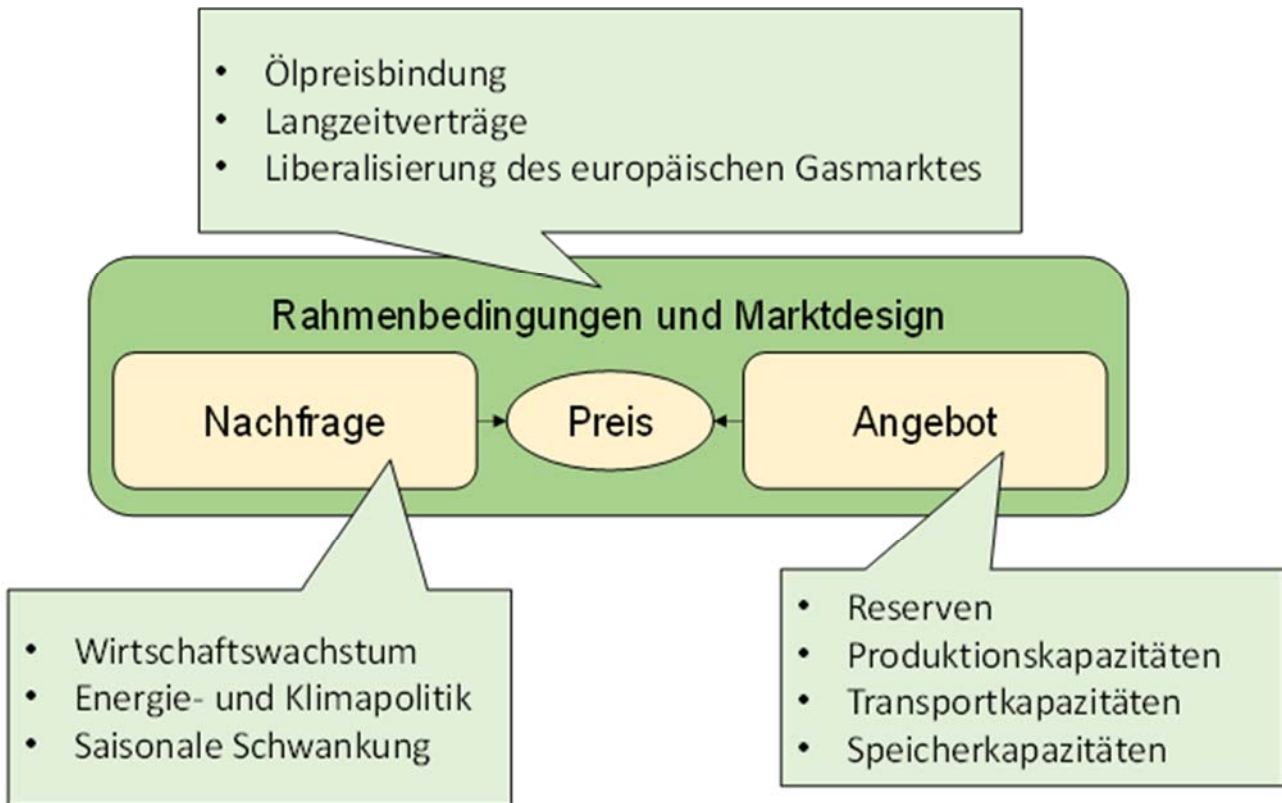 • Ölpreisbindung
• Langzeitverträge
• Liberalisierung des europäischen Gasmarktes
Rahmenbedingungen und Marktdesign
Nachfrage
Preis
Angebot
• Wirtschaftswachstum
• Energie- und Klimapolitik
• Saisonale Schwankung
• Reserven
• Produktionskapazitäten
• Transportkapazitäten
• Speicherkapazitäten